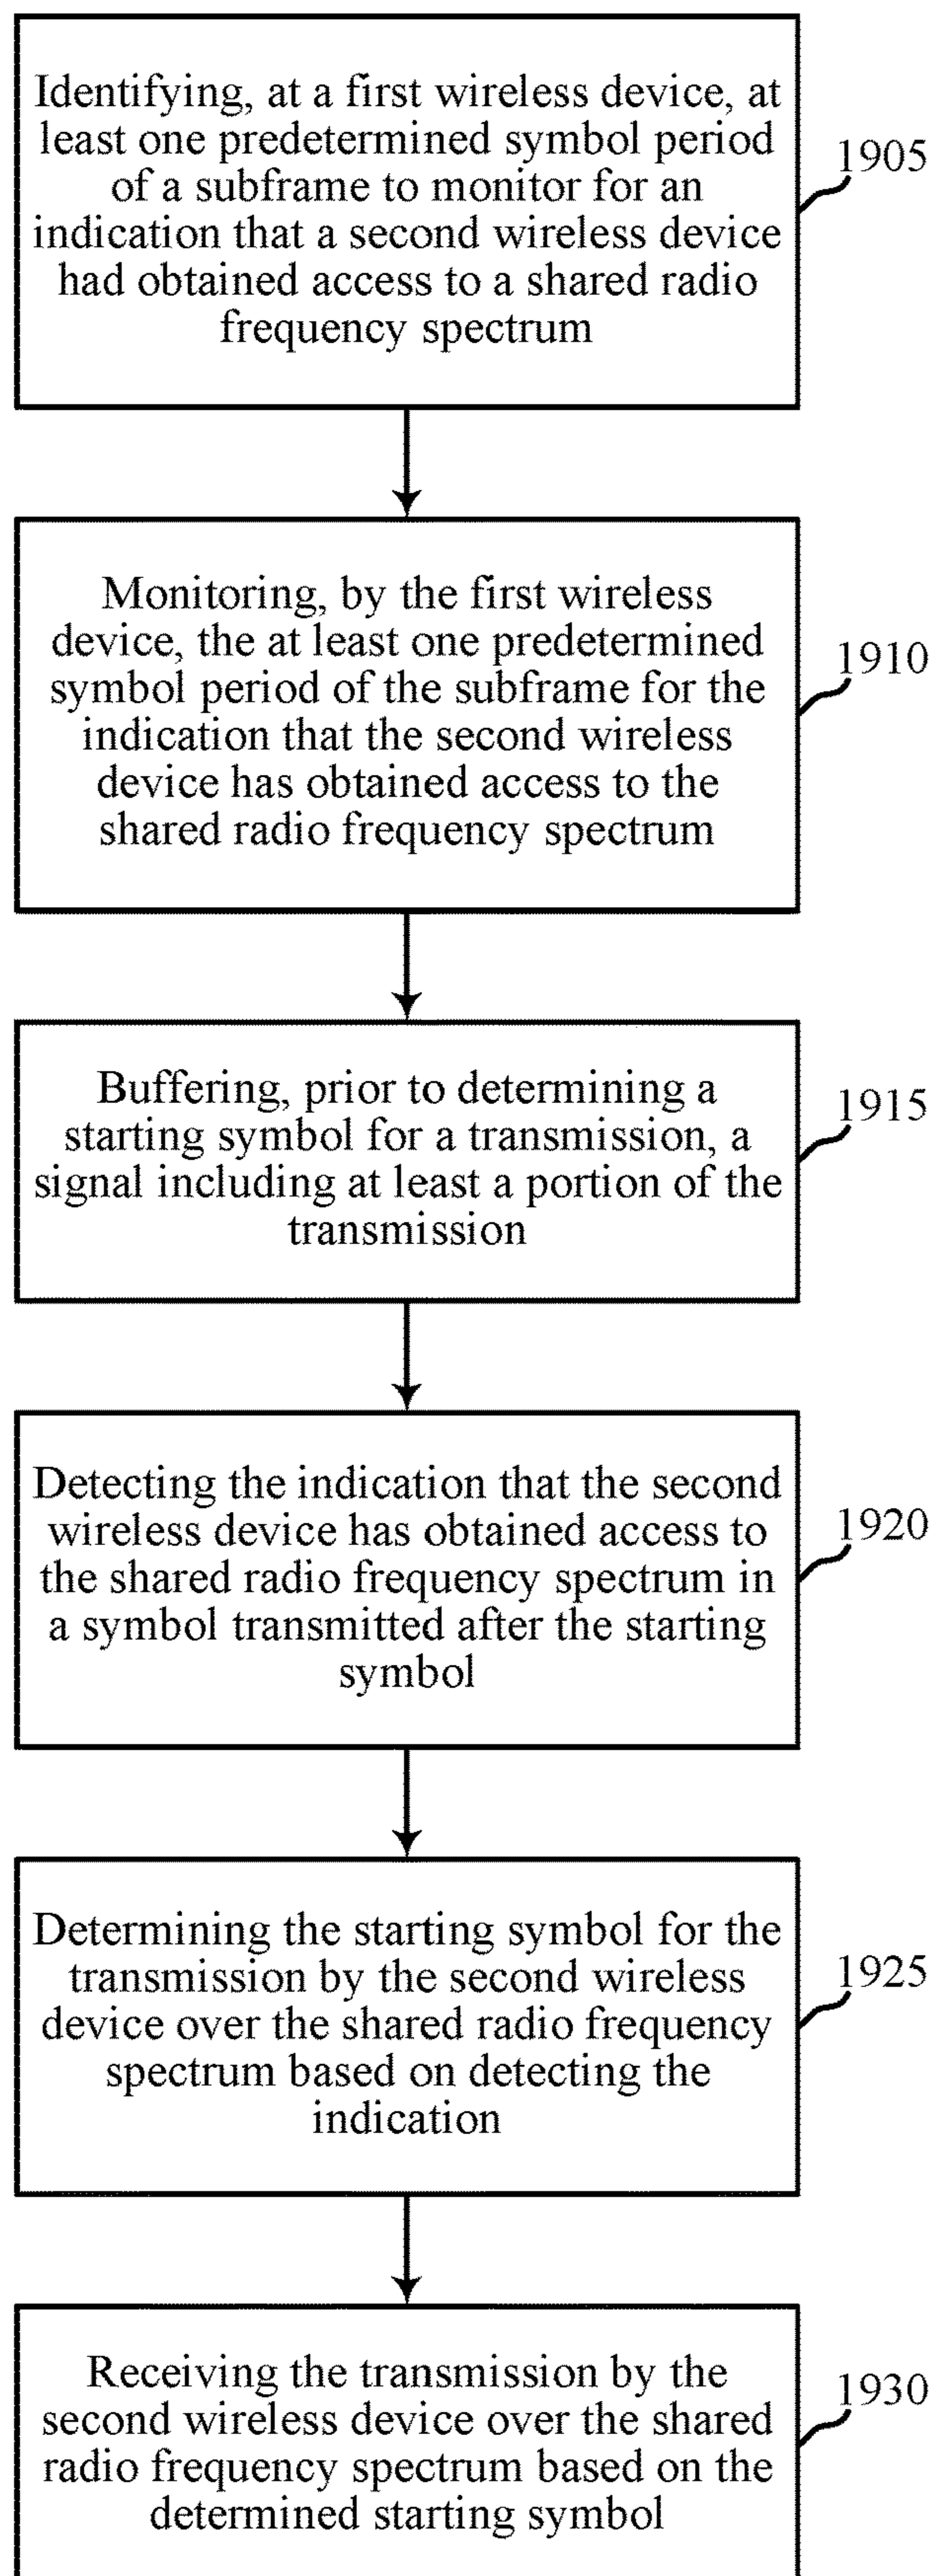 Identifying, at a first wireless device, at
least one predetermined symbol period
of a subframe to monitor for an
indication that a second wireless device
had obtained access to a shared radio
frequency spectrum
1905
Monitoring, by the first wireless
device, the at least one predetermined
symbol period of the subframe for the
indication that the second wireless
device has obtained access to the
shared radio frequency spectrum
1910
Buffering, prior to determining a
starting symbol for a transmission, a
signal including at least a portion of the
transmission
1915
Detecting the indication that the second
wireless device has obtained access to
the shared radio frequency spectrum in
a symbol transmitted after the starting
symbol
1920
Determining the starting symbol for the
transmission by the second wireless
device over the shared radio frequency
spectrum based on detecting the
indication
1925
Receiving the transmission by the
second wireless device over the shared
radio frequency spectrum based on the
determined starting symbol
1930